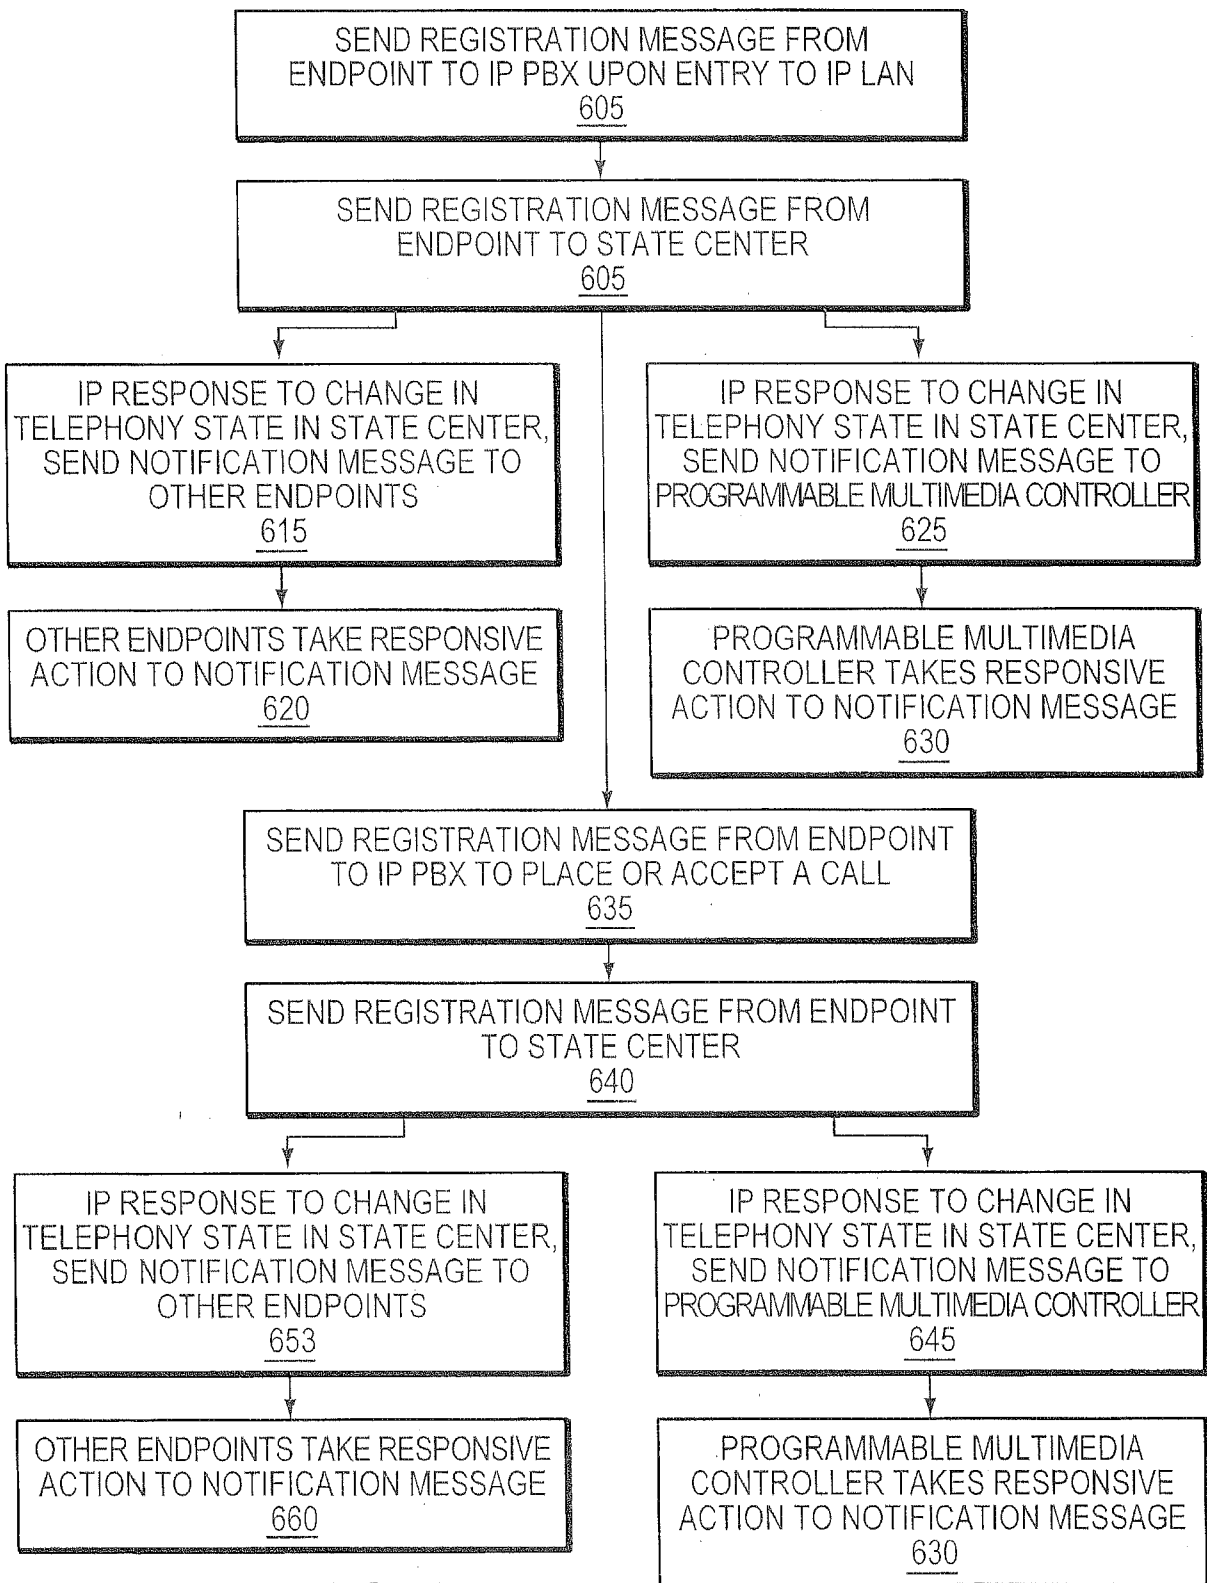 SEND REGISTRATION MESSAGE FROM
ENDPOINT TO IP PBX UPON ENTRY TO IP LAN
605
SEND REGISTRATION MESSAGE FROM
ENDPOINT TO STATE CENTER
605
IP RESPONSE TO CHANGE IN
TELEPHONY STATE IN STATE CENTER,
SEND NOTIFICATION MESSAGE TO
OTHER ENDPOINTS
615
IP RESPONSE TO CHANGE IN
TELEPHONY STATE IN STATE CENTER,
SEND NOTIFICATION MESSAGE TO
PROGRAMMABLE MULTIMEDIA CONTROLLER
625
OTHER ENDPOINTS TAKE RESPONSIVE
ACTION TO NOTIFICATION MESSAGE
620
PROGRAMMABLE MULTIMEDIA
CONTROLLER TAKES RESPONSIVE
ACTION TO NOTIFICATION MESSAGE
630
SEND REGISTRATION MESSAGE FROM ENDPOINT
TO IP PBX TO PLACE OR ACCEPT A CALL
635
SEND REGISTRATION MESSAGE FROM ENDPOINT
TO STATE CENTER
640
IP RESPONSE TO CHANGE IN
TELEPHONY STATE IN STATE CENTER,
SEND NOTIFICATION MESSAGE TO
OTHER ENDPOINTS
653
IP RESPONSE TO CHANGE IN
TELEPHONY STATE IN STATE CENTER,
SEND NOTIFICATION MESSAGE TO
PROGRAMMABLE MULTIMEDIA CONTROLLER
645
OTHER ENDPOINTS TAKE RESPONSIVE
ACTION TO NOTIFICATION MESSAGE
660
PROGRAMMABLE MULTIMEDIA
CONTROLLER TAKES RESPONSIVE
ACTION TO NOTIFICATION MESSAGE
630